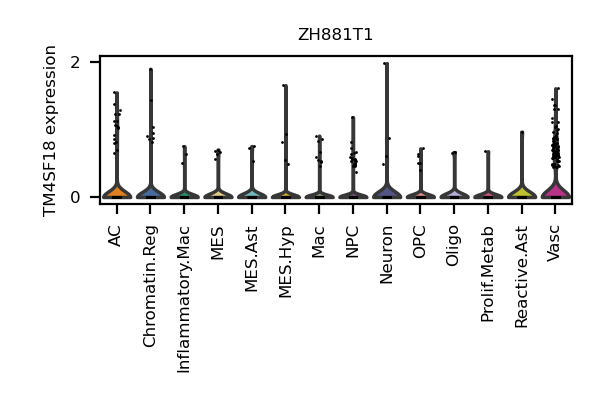 ZH881T1
TM4SF18 expression
2
0
AC
Chromatin.Reg
Inflammatory.Mac
MES
MES.Ast
MES.Hyp
Mac
NPC
Neuron
OPC
Oligo
Prolif.Metab
Reactive.Ast
Vasc